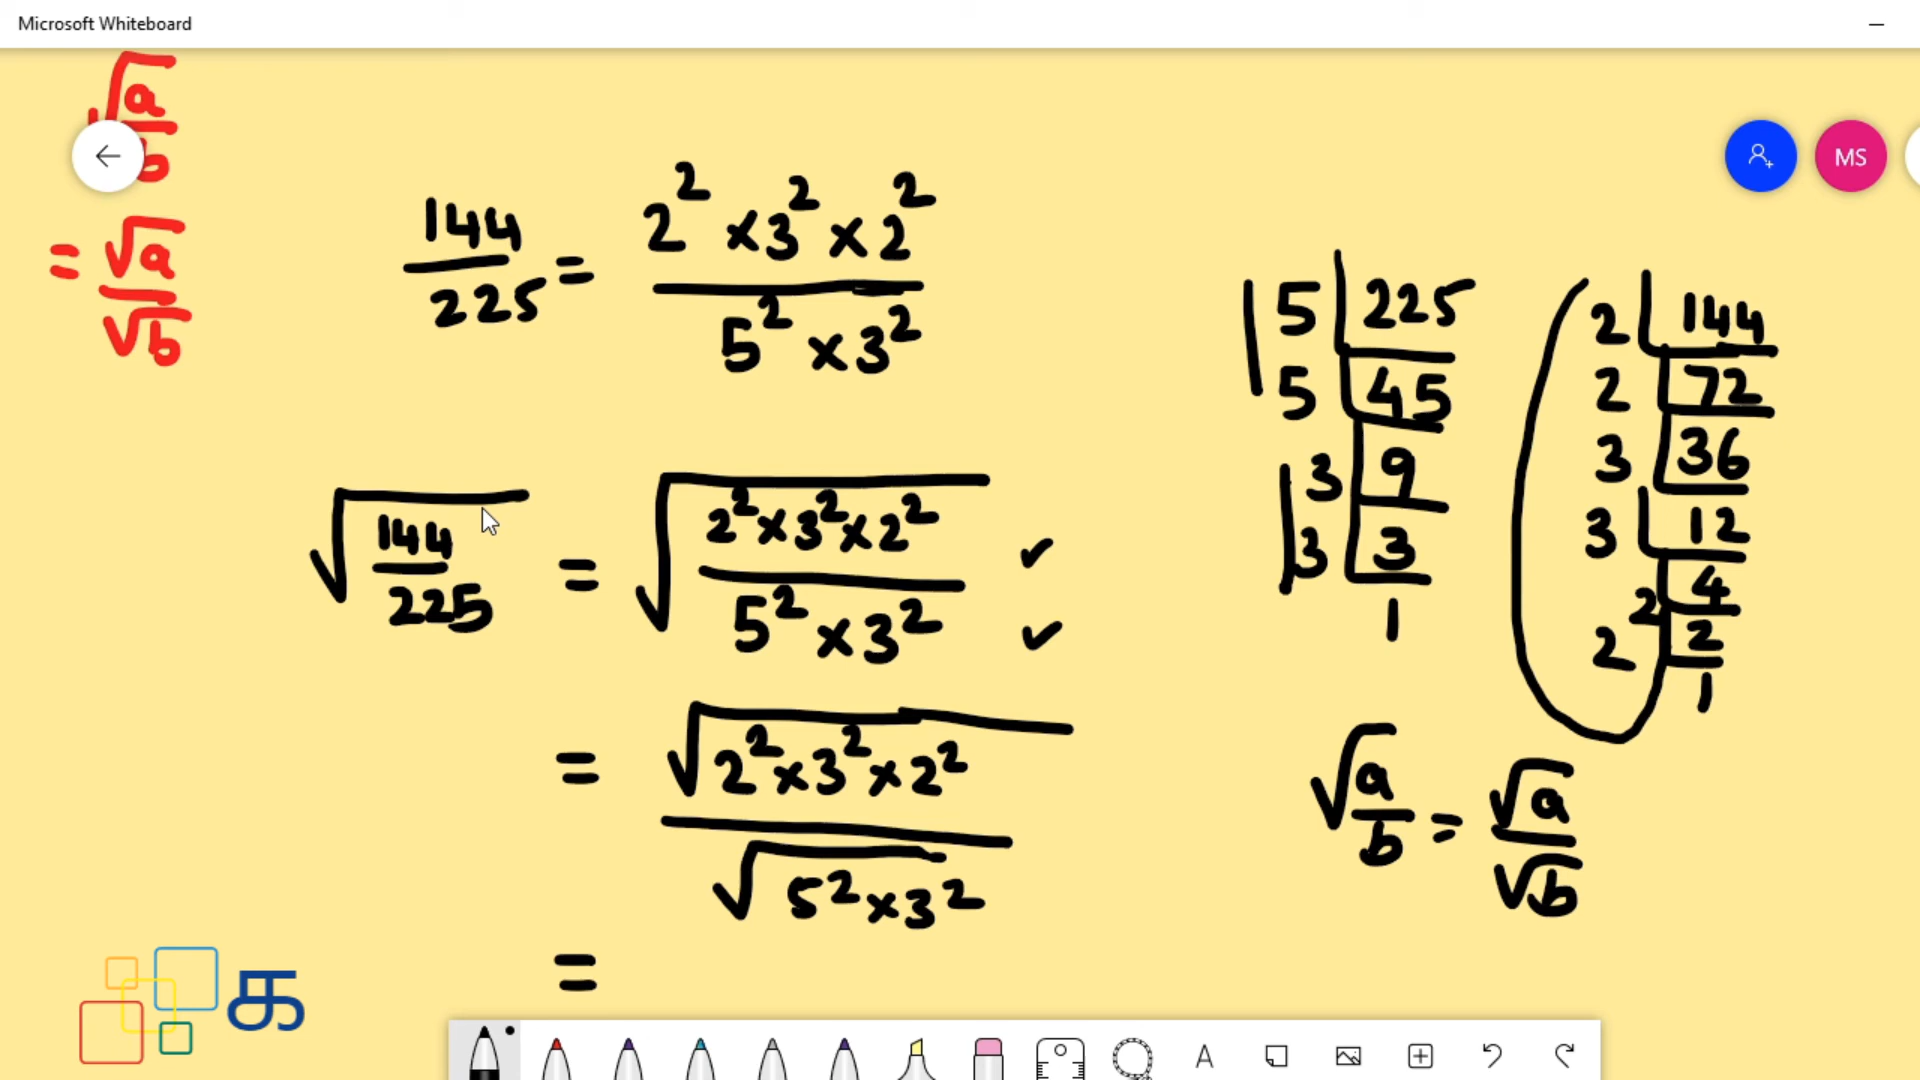 Microsoft Whiteboard
√(a/b)
= √a/√b
MS
144/225 = 2² × 3² × 2² / 5² × 3²
√(144/225) = √(2² × 3² × 2² / 5² × 3²) ✓ ✓
= √(2² × 3² × 2²) / √(5² × 3²)
=
5 | 225
5 | 45
3 | 9
3 | 3
1
2 | 144
2 | 72
3 | 36
3 | 12
2 | 4
2 | 2
1
√(a/b) = √a/√b
த
A